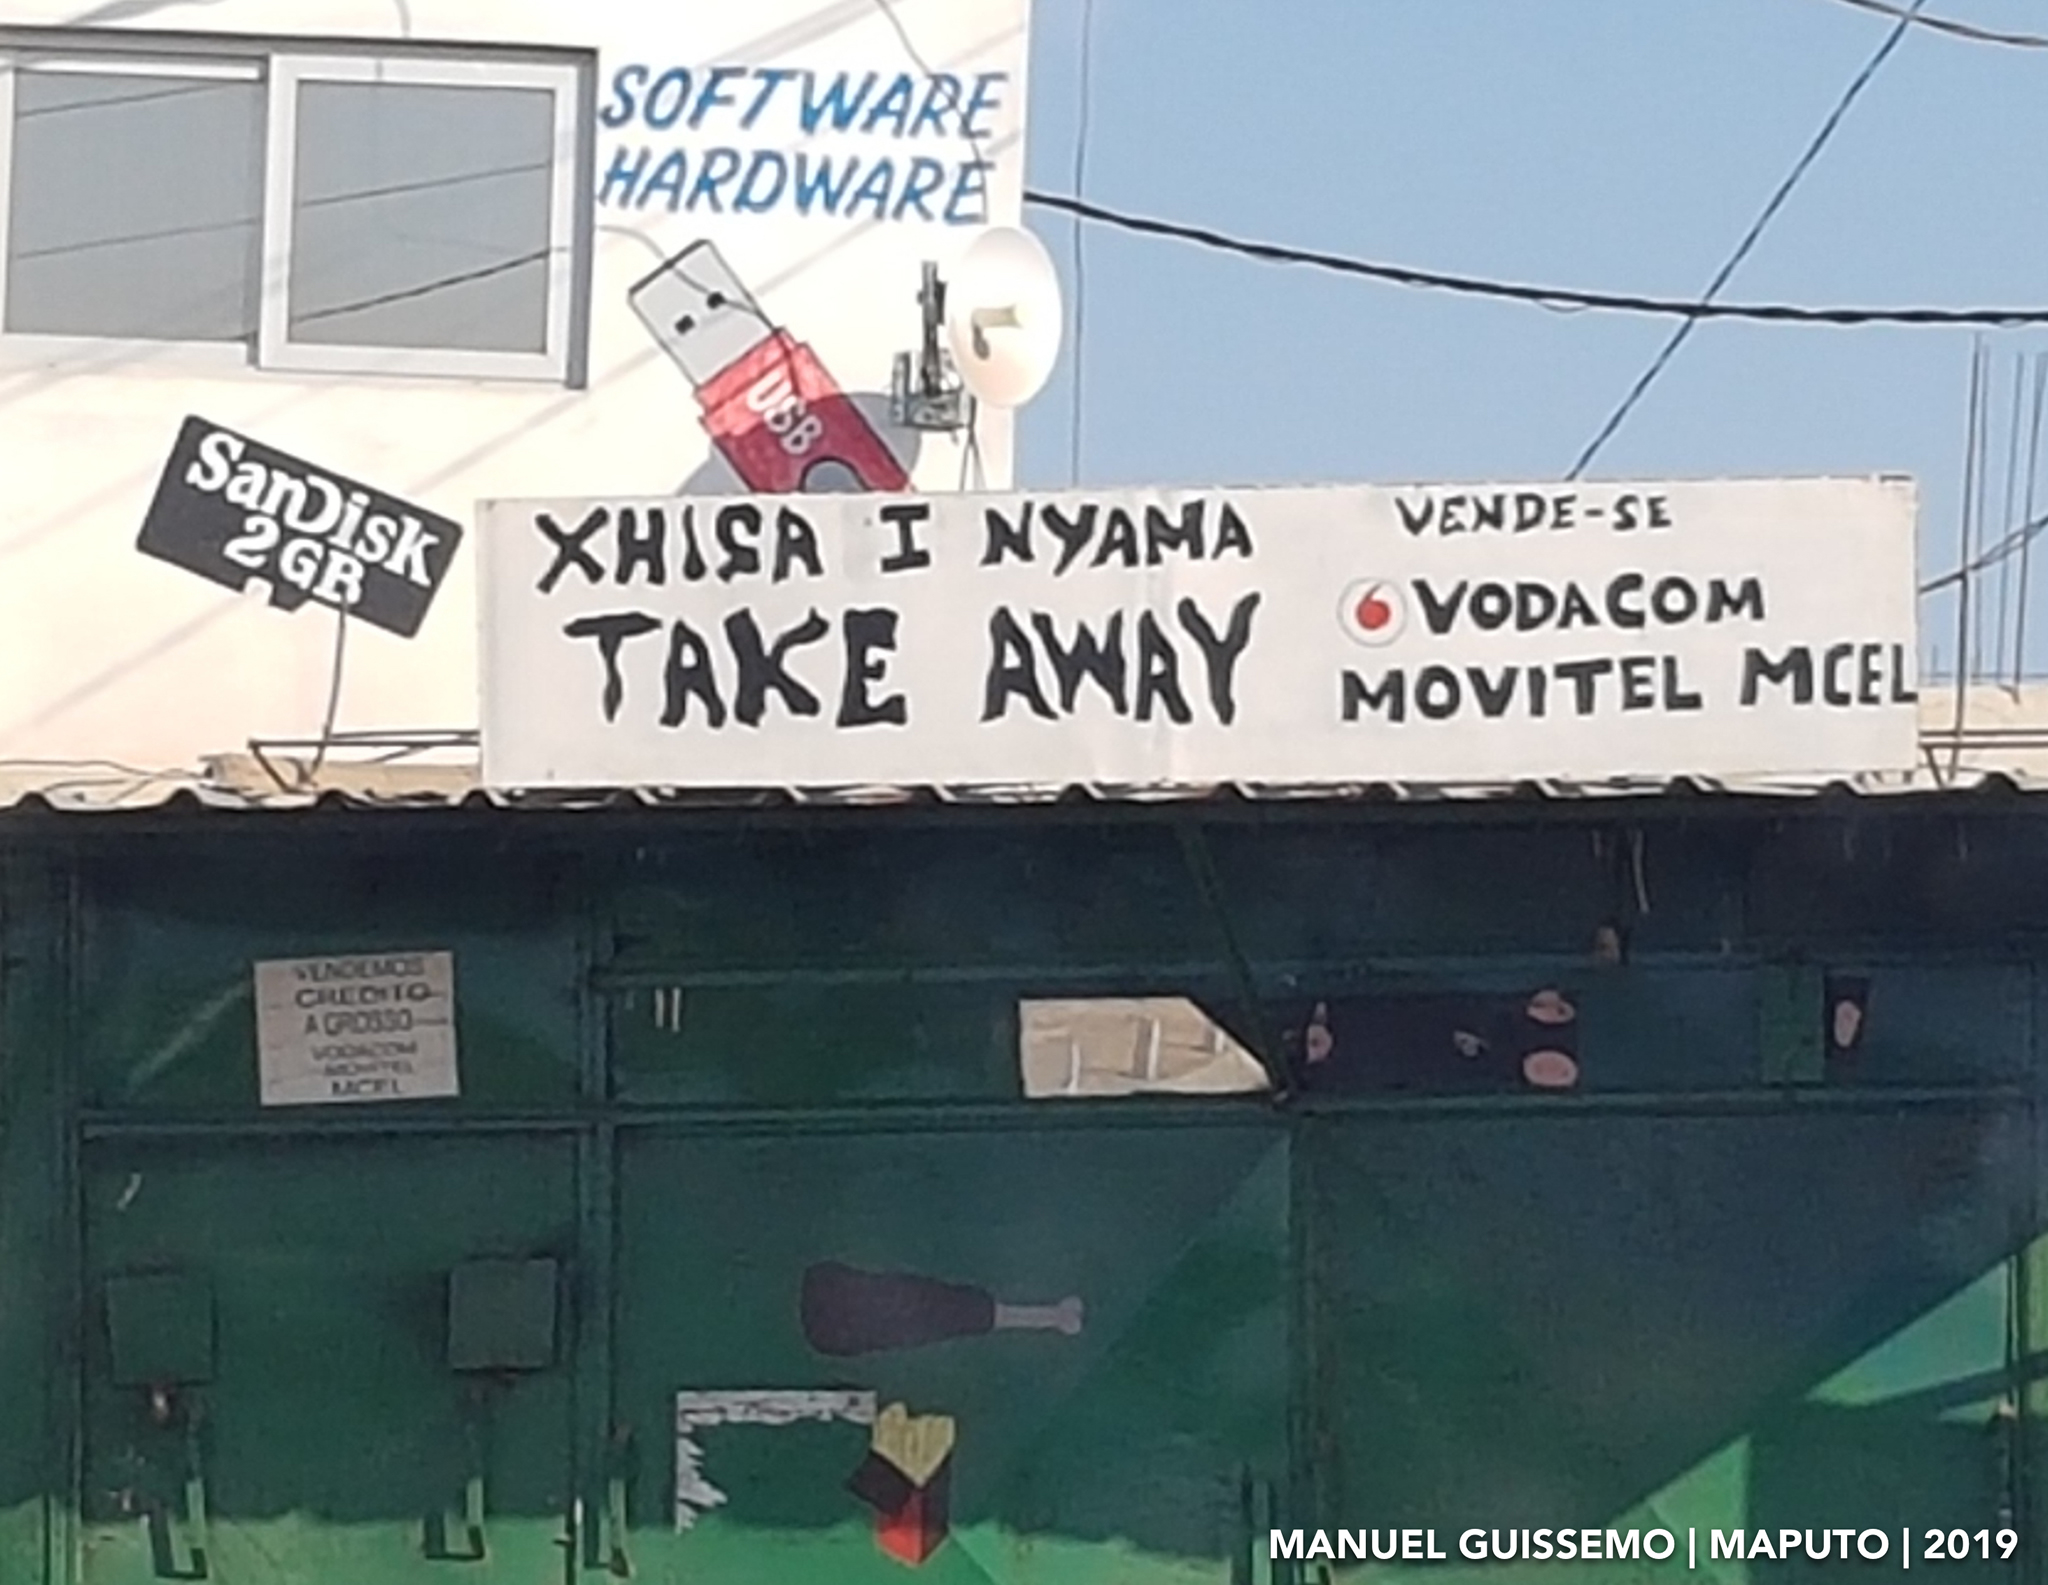 SOFTWARE
HARDWARE
USB
SanDisk
2GB
XHISA I NYAMA
TAKE AWAY
VENDE-SE
VODACOM
MOVITEL MCEL
VENDEMOS
CREDITO
A GROSSO
VODACOM
MOVITEL
MCEL
MANUEL GUISSEMO | MAPUTO | 2019